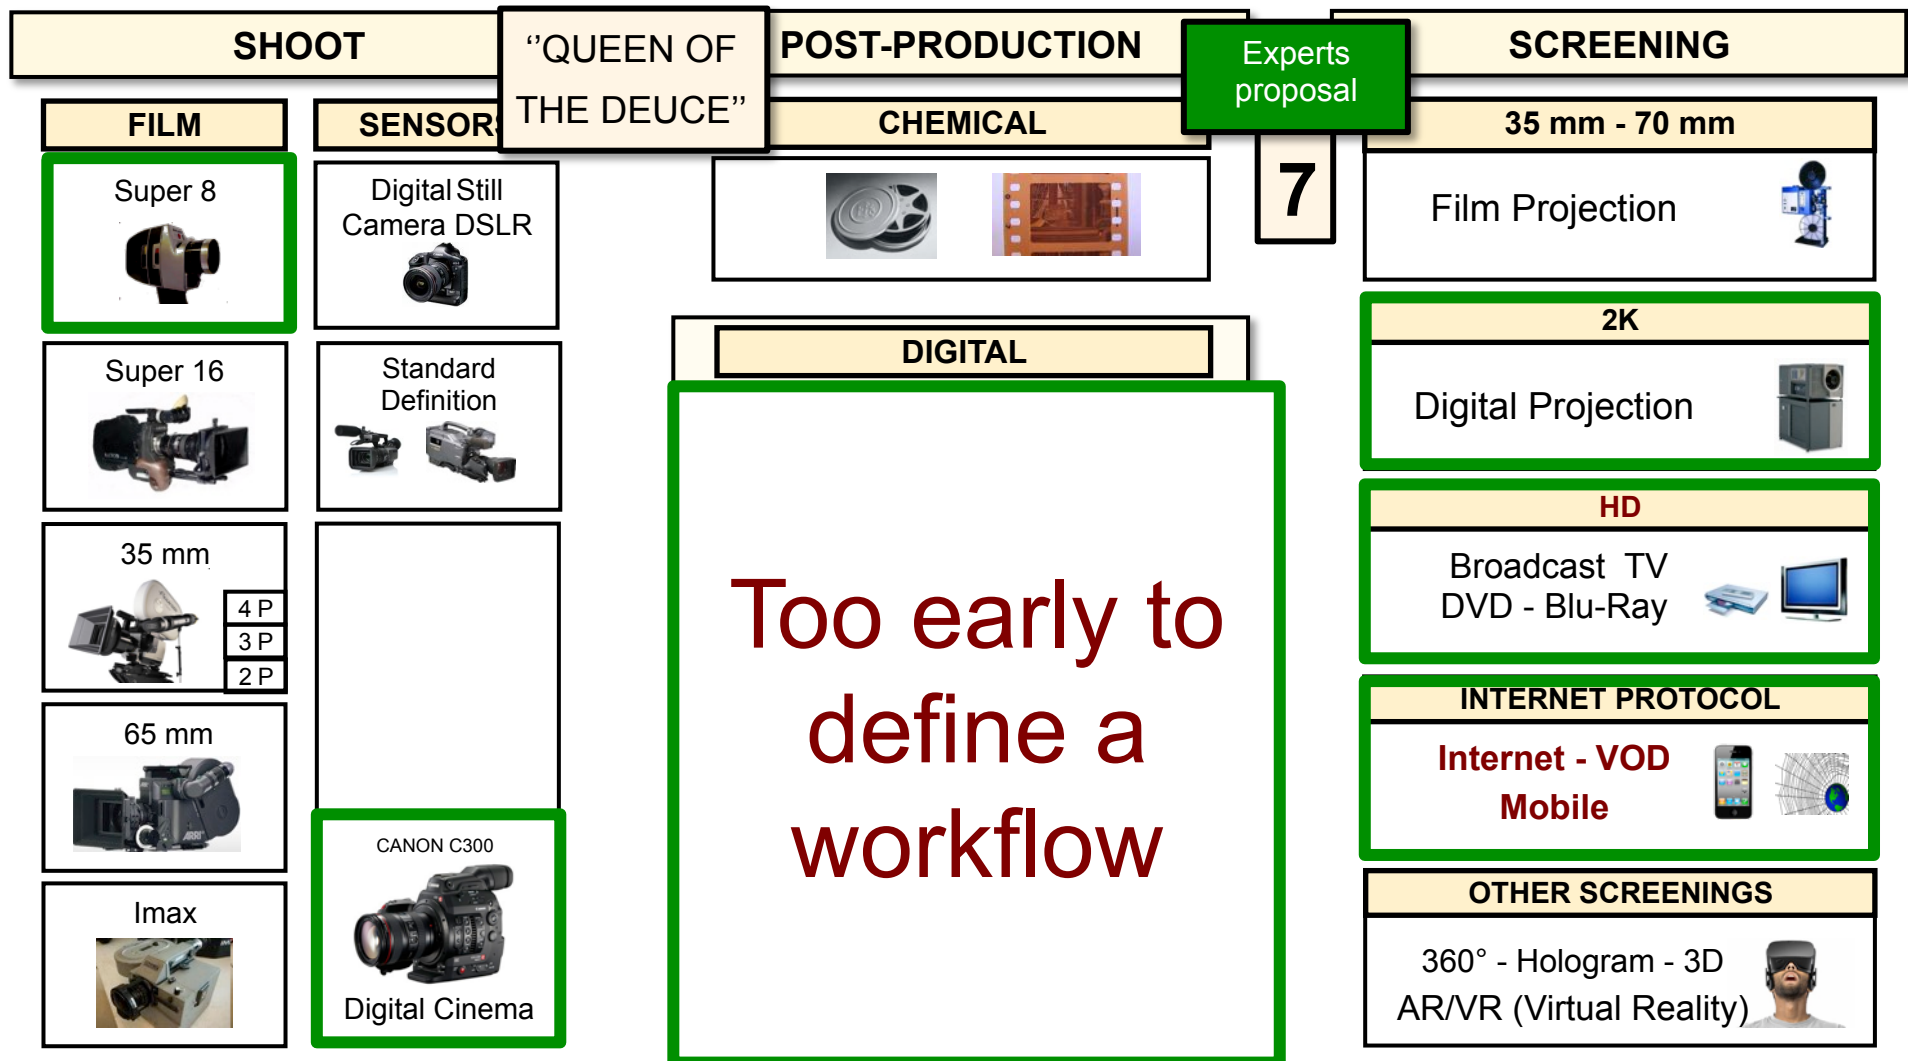 SHOOT
‘’QUEEN OF
THE DEUCE’’
POST-PRODUCTION
Experts
proposal
SCREENING
FILM
SENSORS
CHEMICAL
7
35 mm - 70 mm
Super 8
Digital Still
Camera DSLR
Film Projection
Super 16
Standard
Definition
DIGITAL
2K
Digital Projection
35 mm
4 P
3 P
2 P
Too early to
define a
workflow
HD
Broadcast TV
DVD - Blu-Ray
65 mm
ARRI
INTERNET PROTOCOL
Internet - VOD
Mobile
Imax
CANON C300
Digital Cinema
OTHER SCREENINGS
360° - Hologram - 3D
AR/VR (Virtual Reality)